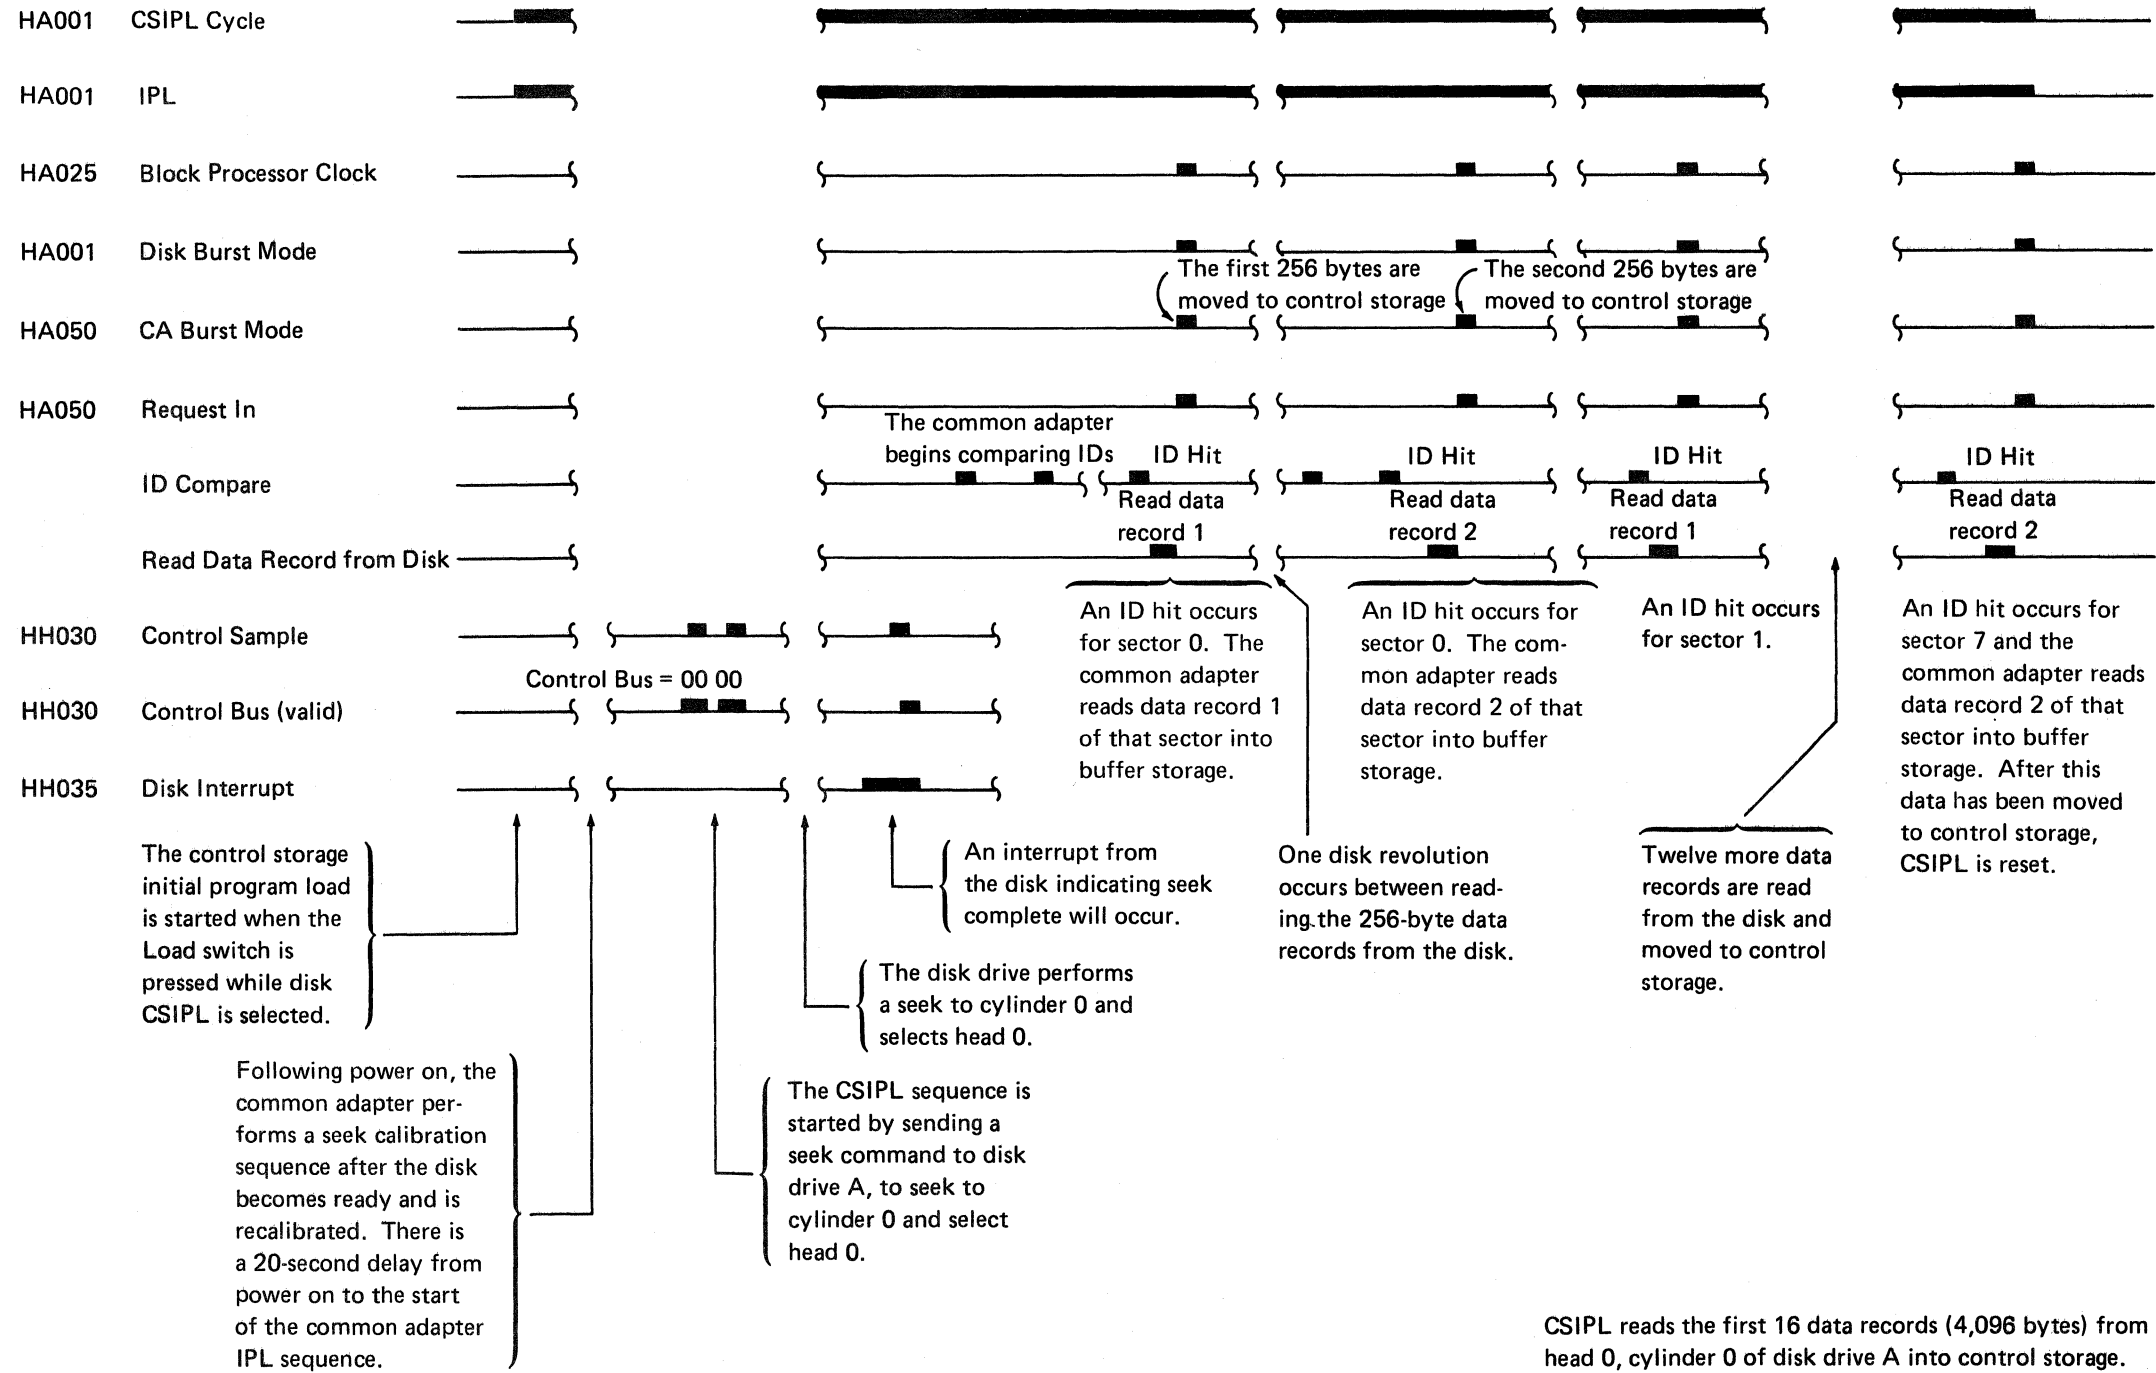 HA001 CSIPL Cycle
HA001 IPL
HA025 Block Processor Clock
HA001 Disk Burst Mode
The first 256 bytes are
moved to control storage
The second 256 bytes are
moved to control storage
HA050 CA Burst Mode
HA050 Request In
The common adapter
begins comparing IDs
ID Hit
ID Hit
ID Hit
ID Hit
ID Compare
Read data
record 1
Read data
record 2
Read data
record 1
Read data
record 2
Read Data Record from Disk
An ID hit occurs
for sector 0. The
common adapter
reads data record 1
of that sector into
buffer storage.
An ID hit occurs for
sector 0. The com-
mon adapter reads
data record 2 of that
sector into buffer
storage.
An ID hit occurs
for sector 1.
An ID hit occurs for
sector 7 and the
common adapter reads
data record 2 of that
sector into buffer
storage. After this
data has been moved
to control storage,
CSIPL is reset.
HH030 Control Sample
Control Bus = 00 00
HH030 Control Bus (valid)
HH035 Disk Interrupt
The control storage
initial program load
is started when the
Load switch is
pressed while disk
CSIPL is selected.
An interrupt from
the disk indicating seek
complete will occur.
One disk revolution
occurs between read-
ing the 256-byte data
records from the disk.
Twelve more data
records are read
from the disk and
moved to control
storage.
The disk drive performs
a seek to cylinder 0 and
selects head 0.
Following power on, the
common adapter per-
forms a seek calibration
sequence after the disk
becomes ready and is
recalibrated. There is
a 20-second delay from
power on to the start
of the common adapter
IPL sequence.
The CSIPL sequence is
started by sending a
seek command to disk
drive A, to seek to
cylinder 0 and select
head 0.
CSIPL reads the first 16 data records (4,096 bytes) from
head 0, cylinder 0 of disk drive A into control storage.